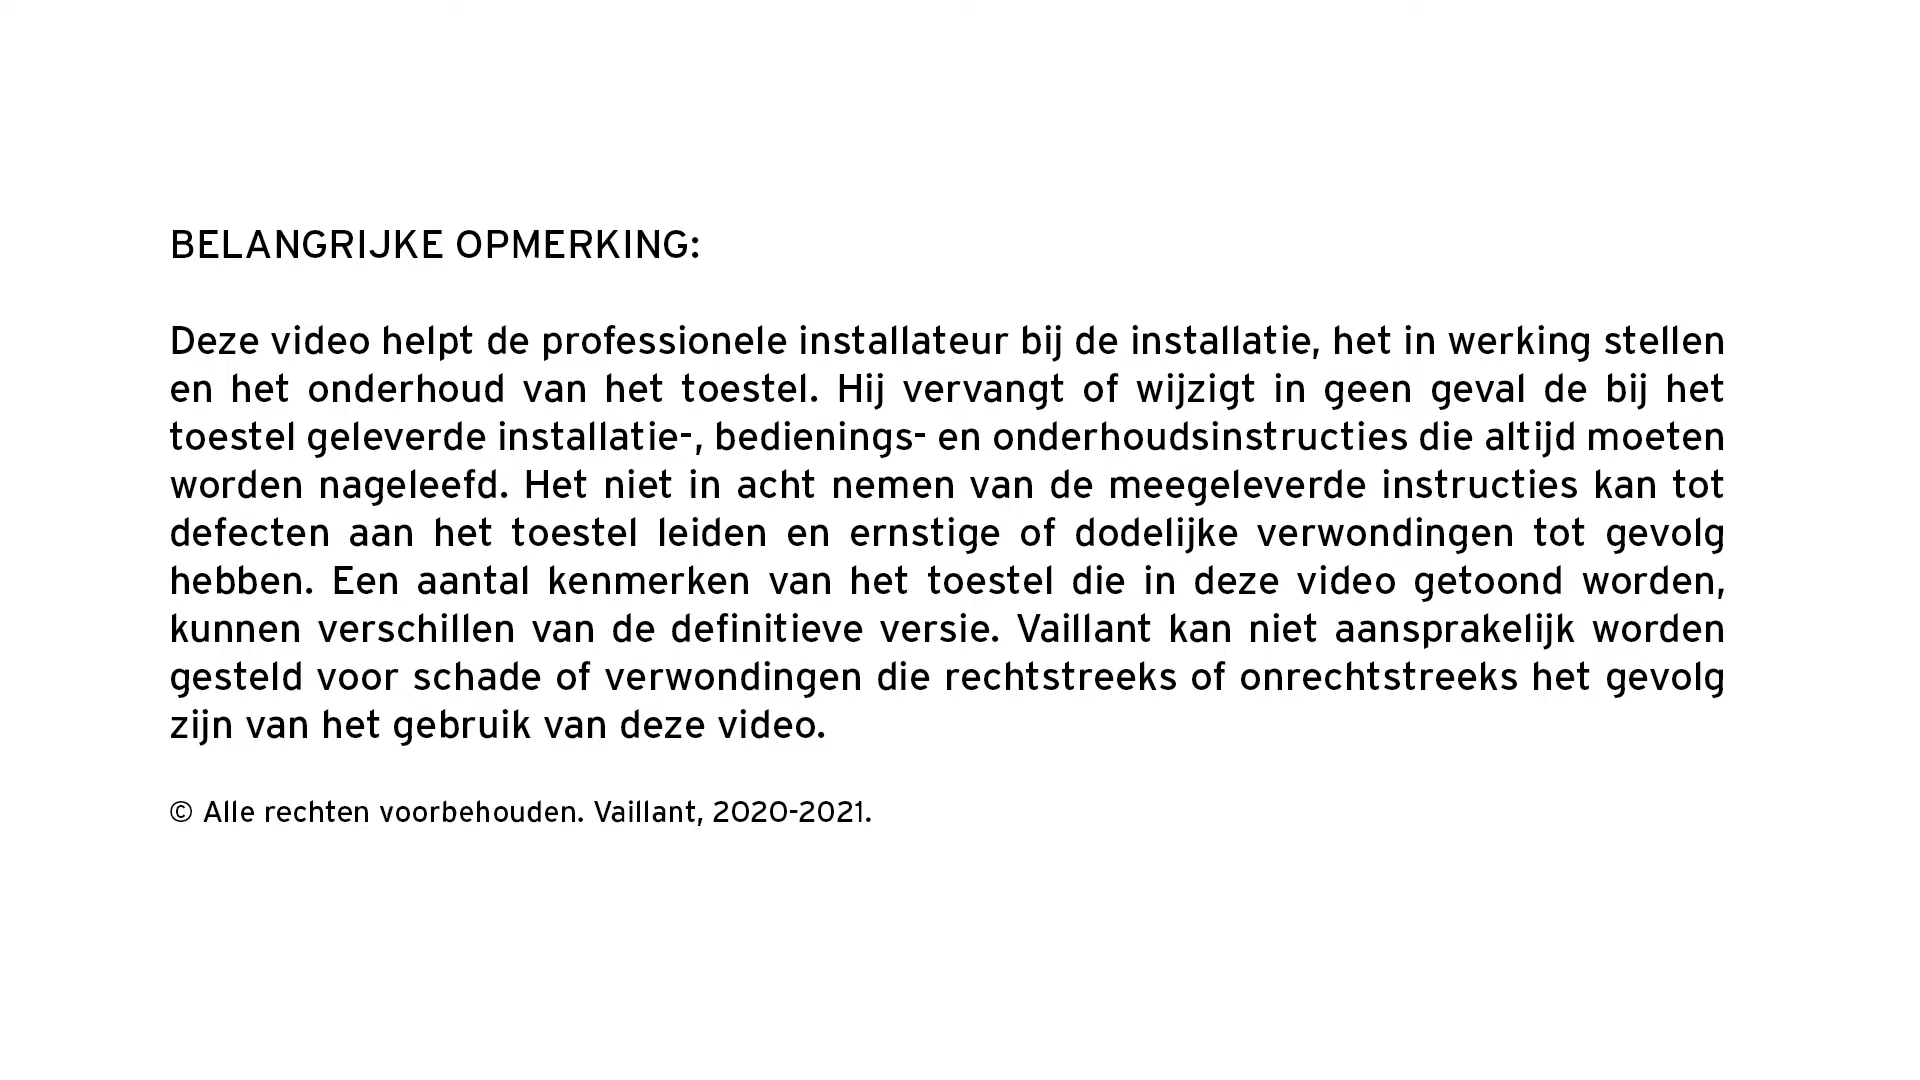 BELANGRIJKE OPMERKING:
Deze video helpt de professionele installateur bij de installatie, het in werking stellen
en het onderhoud van het toestel. Hij vervangt of wijzigt in geen geval de bij het
toestel geleverde installatie-, bedienings- en onderhoudsinstructies die altijd moeten
worden nageleefd. Het niet in acht nemen van de meegeleverde instructies kan tot
defecten aan het toestel leiden en ernstige of dodelijke verwondingen tot gevolg
hebben. Een aantal kenmerken van het toestel die in deze video getoond worden,
kunnen verschillen van de definitieve versie. Vaillant kan niet aansprakelijk worden
gesteld voor schade of verwondingen die rechtstreeks of onrechtstreeks het gevolg
zijn van het gebruik van deze video.
© Alle rechten voorbehouden. Vaillant, 2020-2021.